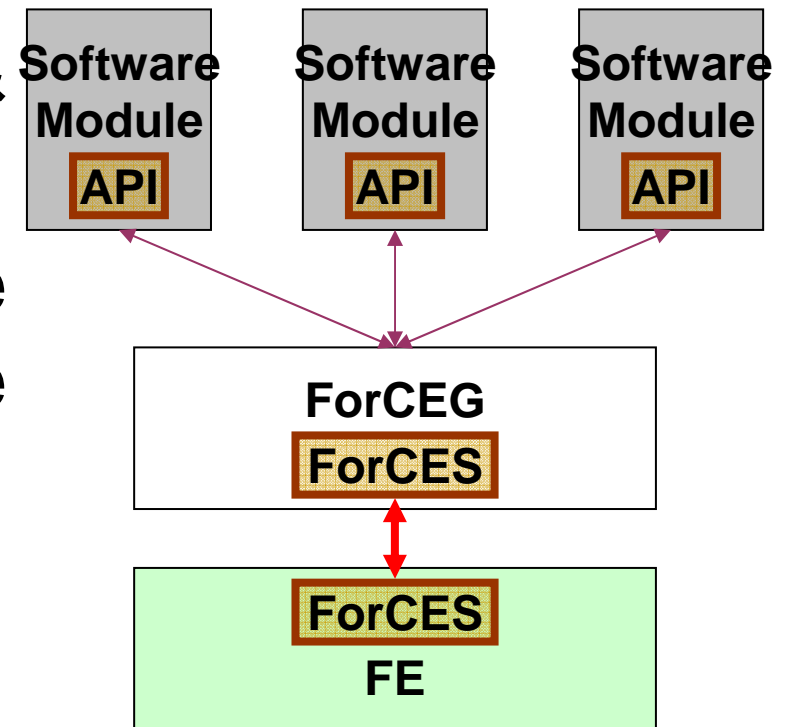 &
Software Software Software
Module Module Module
API API API
e
e
ForCEG
ForCES
ForCES
FE